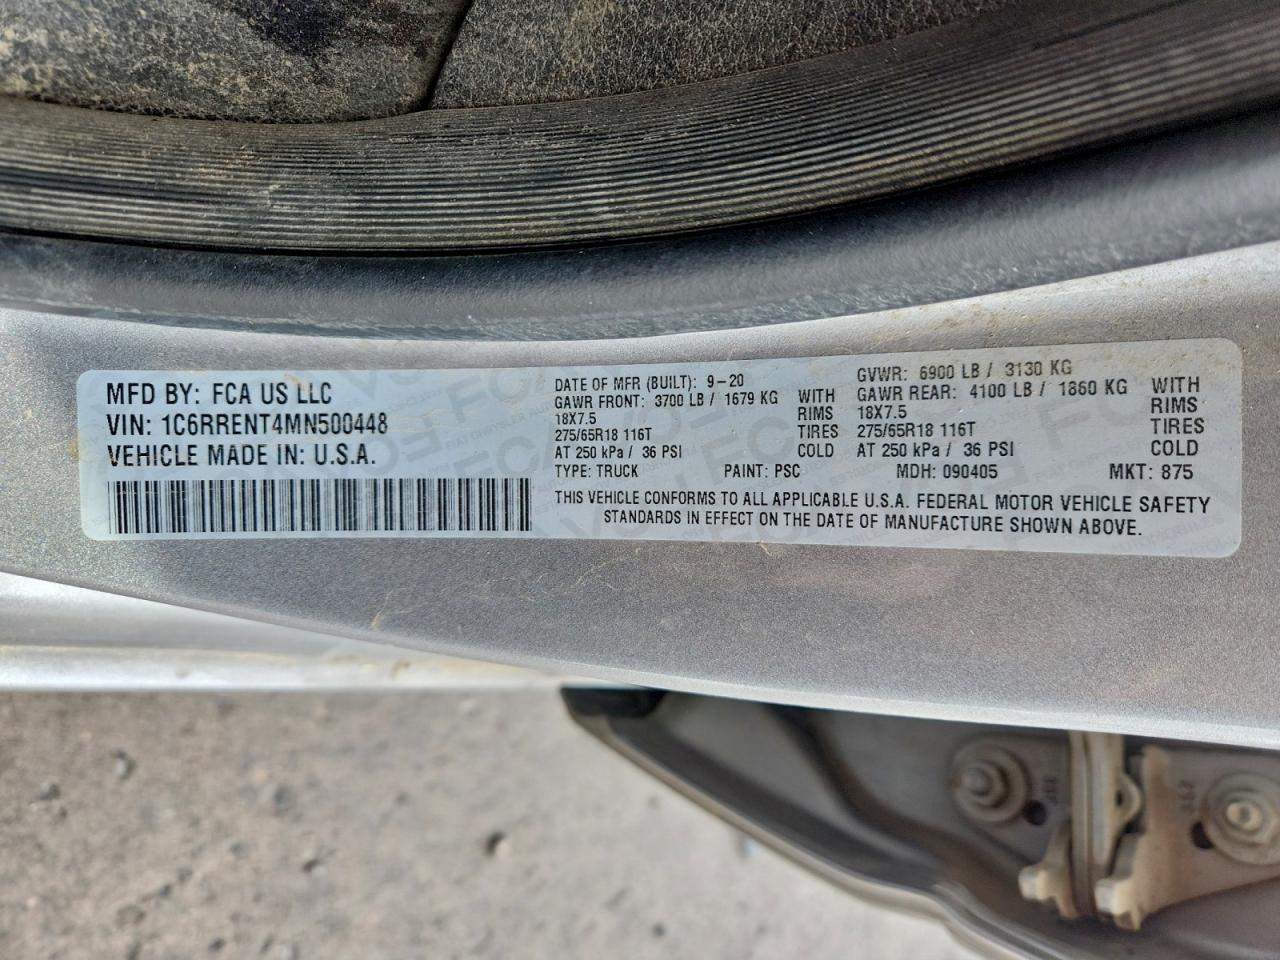 MFD BY: FCA US LLC
VIN: 1C6RRENT4MN500448
VEHICLE MADE IN: U.S.A.
DATE OF MFR (BUILT): 9-20
GAWR FRONT: 3700 LB / 1679 KG WITH
18X7.5 RIMS
275/65R18 116T TIRES
AT 250 kPa / 36 PSI COLD
GVWR: 6900 LB / 3130 KG
GAWR REAR: 4100 LB / 1860 KG WITH
18X7.5 RIMS
275/65R18 116T TIRES
AT 250 kPa / 36 PSI COLD
TYPE: TRUCK PAINT: PSC MDH: 090405 MKT: 875
THIS VEHICLE CONFORMS TO ALL APPLICABLE U.S.A. FEDERAL MOTOR VEHICLE SAFETY
STANDARDS IN EFFECT ON THE DATE OF MANUFACTURE SHOWN ABOVE.